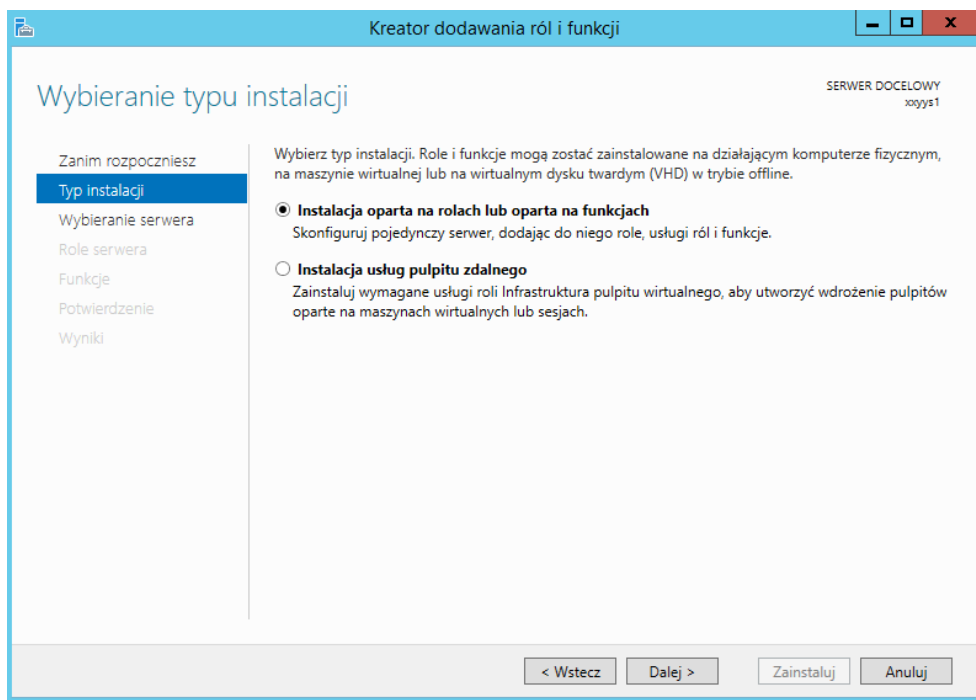 Kreator dodawania ról i funkcji
Wybieranie typu instalacji
SERWER DOCELOWY
xxyys1
Zanim rozpoczniesz
Typ instalacji
Wybieranie serwera
Role serwera
Funkcje
Potwierdzenie
Wyniki
Wybierz typ instalacji. Role i funkcje mogą zostać zainstalowane na działającym komputerze fizycznym,
na maszynie wirtualnej lub na wirtualnym dysku twardym (VHD) w trybie offline.
Instalacja oparta na rolach lub oparta na funkcjach
Skonfiguruj pojedynczy serwer, dodając do niego role, usługi ról i funkcje.
Instalacja usług pulpitu zdalnego
Zainstaluj wymagane usługi roli Infrastruktura pulpitu wirtualnego, aby utworzyć wdrożenie pulpitów
oparte na maszynach wirtualnych lub sesjach.
< Wstecz
Dalej >
Zainstaluj
Anuluj